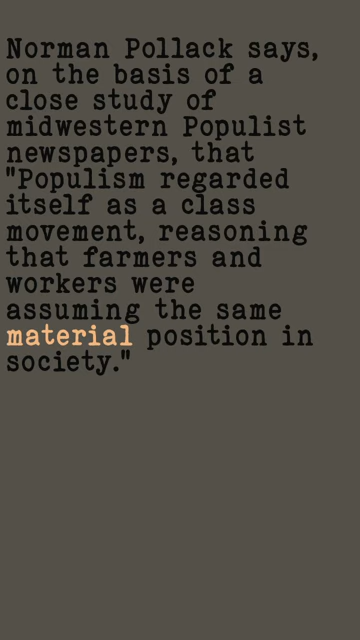 Norman Pollack says,
on the basis of a
close study of
midwestern Populist
newspapers, that
"Populism regarded
itself as a class
movement, reasoning
that farmers and
workers were
assuming the same
material position in
society."